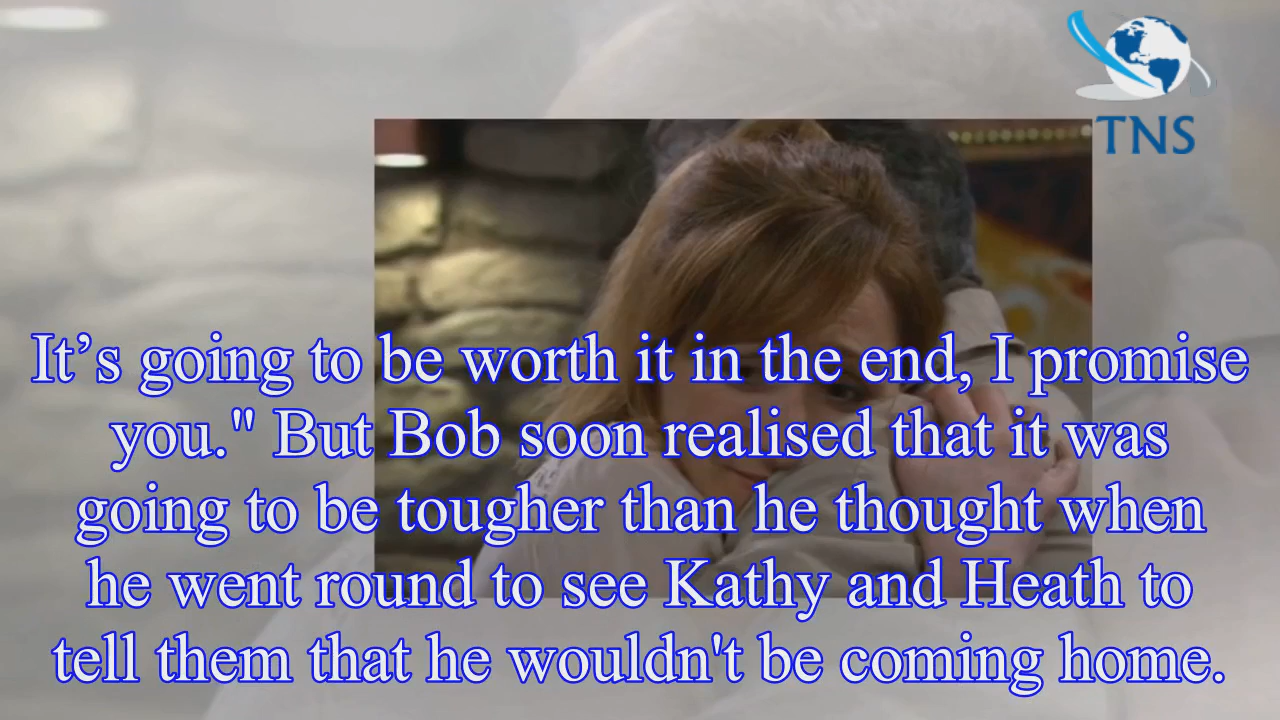 TNS
It’s going to be worth it in the end, I promise
you." But Bob soon realised that it was
going to be tougher than he thought when
he went round to see Kathy and Heath to
tell them that he wouldn't be coming home.